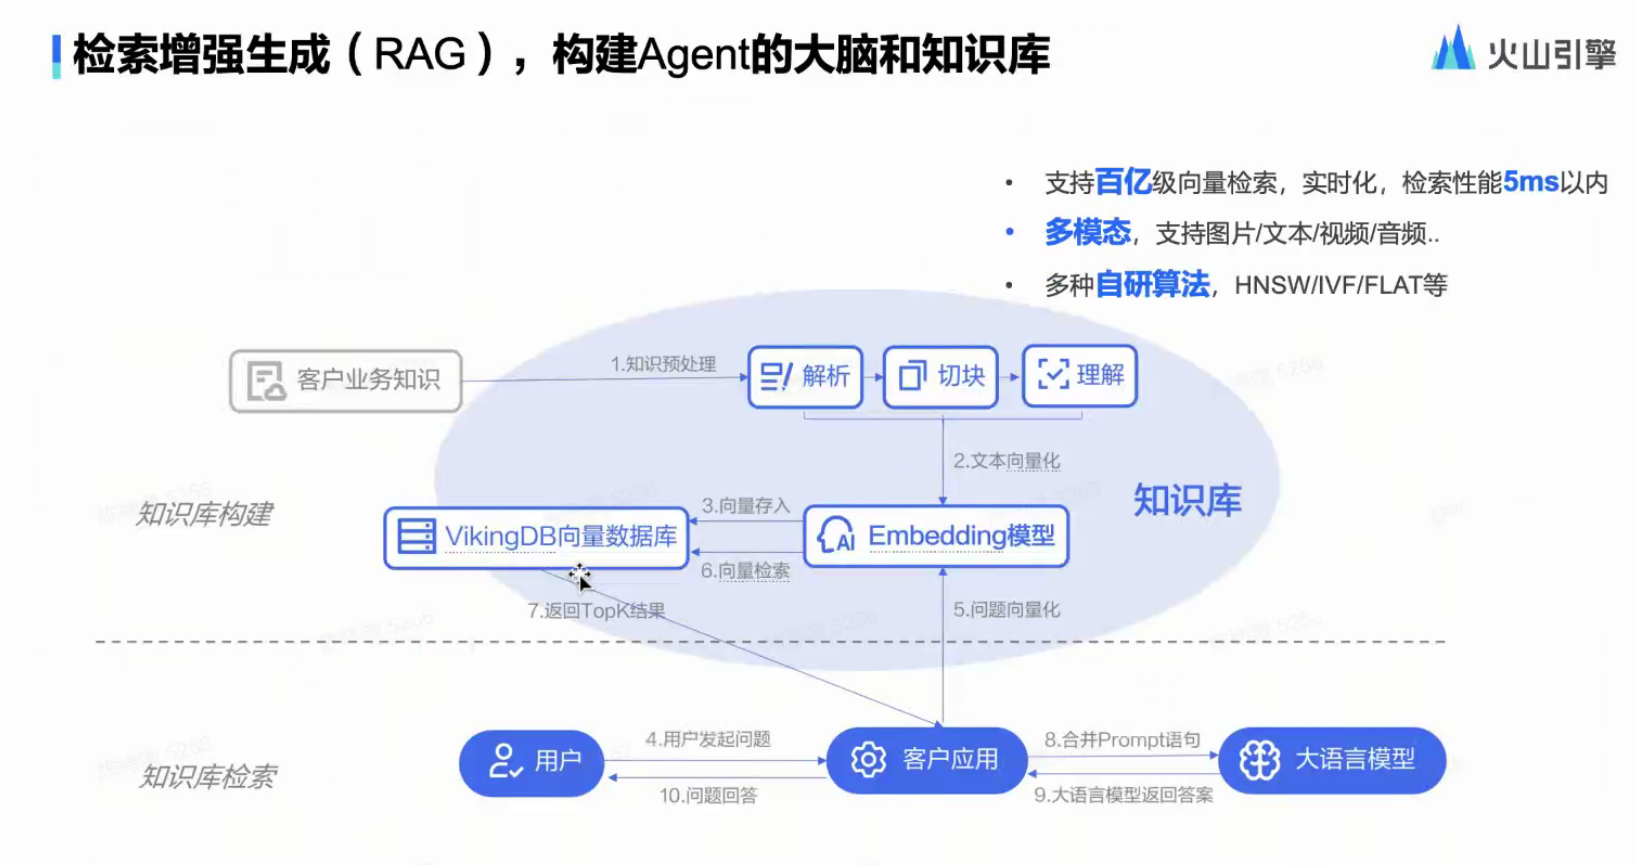 检索增强生成（RAG），构建Agent的大脑和知识库
火山引擎
• 支持百亿级向量检索，实时化，检索性能5ms以内
• 多模态，支持图片/文本/视频/音频..
• 多种自研算法，HNSW/IVF/FLAT等
客户业务知识
1.知识预处理
解析
切块
理解
2.文本向量化
知识库
知识库构建
VikingDB向量数据库
3.向量存入
Embedding模型
6.向量检索
7.返回TopK结果
5.问题向量化
知识库检索
用户
4.用户发起问题
客户应用
8.合并Prompt语句
大语言模型
10.问题回答
9.大语言模型返回答案